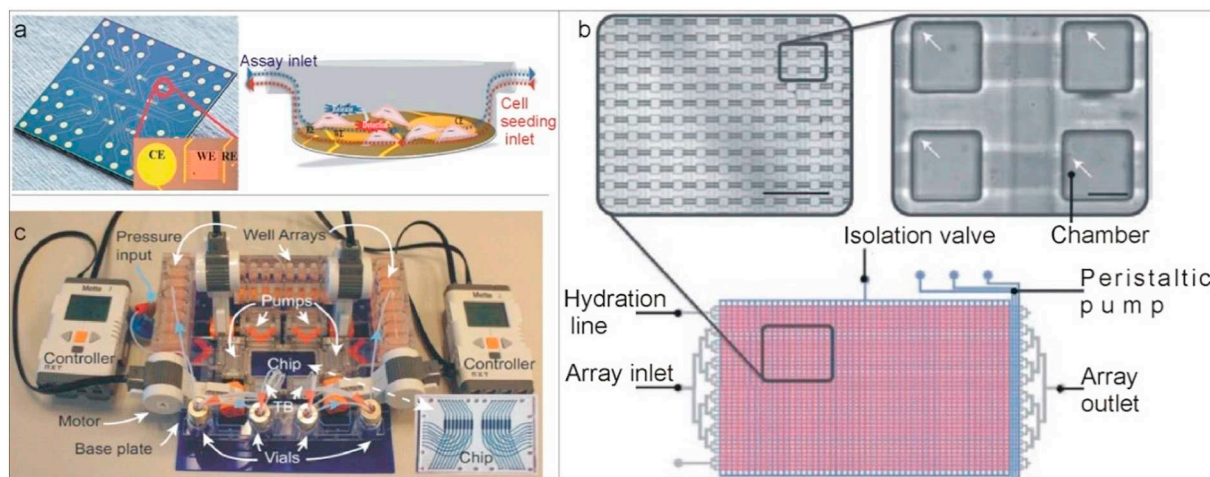 a
CE
WE
RE
Assay inlet
Cell
seeding
inlet
b
Isolation valve
Chamber
Peristaltic
pump
Hydration
line
Array inlet
Array
outlet
c
Pressure
input
Well Arrays
Pumps
Controller
Chip
Controller
TB
Motor
Base plate
Vials
Chip